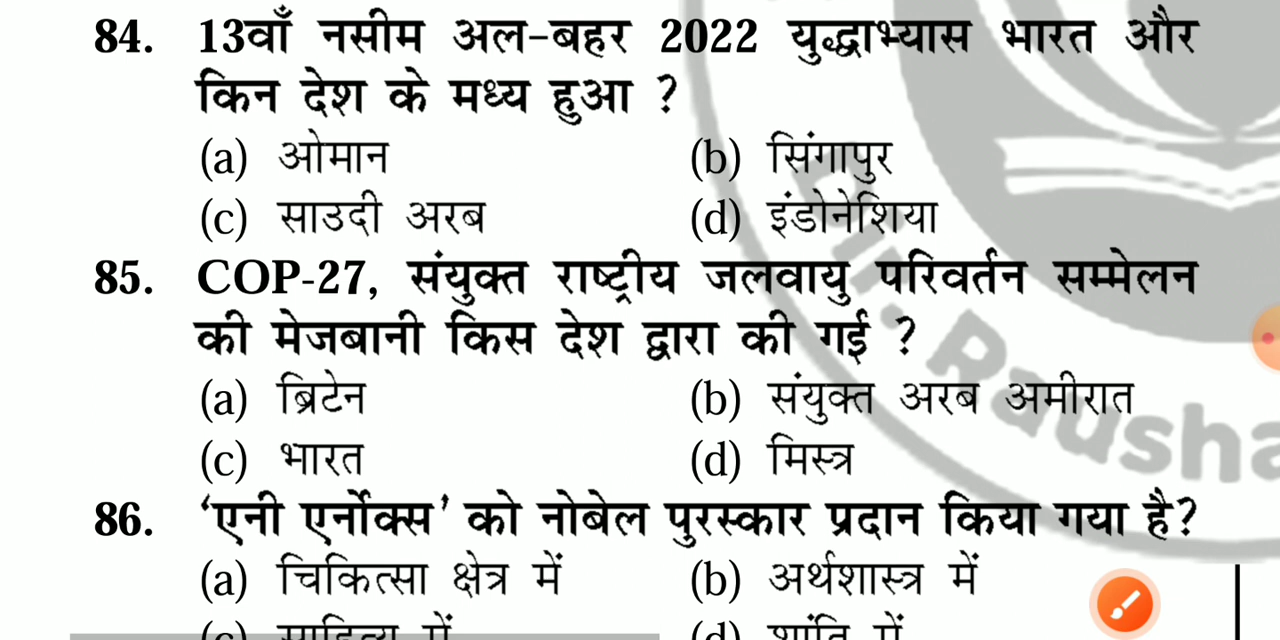 84. 13वाँ नसीम अल-बहर 2022 युद्धाभ्यास भारत और
किन देश के मध्य हुआ ?
(a) ओमान (b) सिंगापुर
(c) साउदी अरब (d) इंडोनेशिया
85. COP-27, संयुक्त राष्ट्रीय जलवायु परिवर्तन सम्मेलन
की मेजबानी किस देश द्वारा की गई ?
(a) ब्रिटेन (b) संयुक्त अरब अमीरात
(c) भारत (d) मिस्त्र
86. ‘एनी एर्नोक्स’ को नोबेल पुरस्कार प्रदान किया गया है?
(a) चिकित्सा क्षेत्र में (b) अर्थशास्त्र में
(c) साहित्य में (d) शांति में